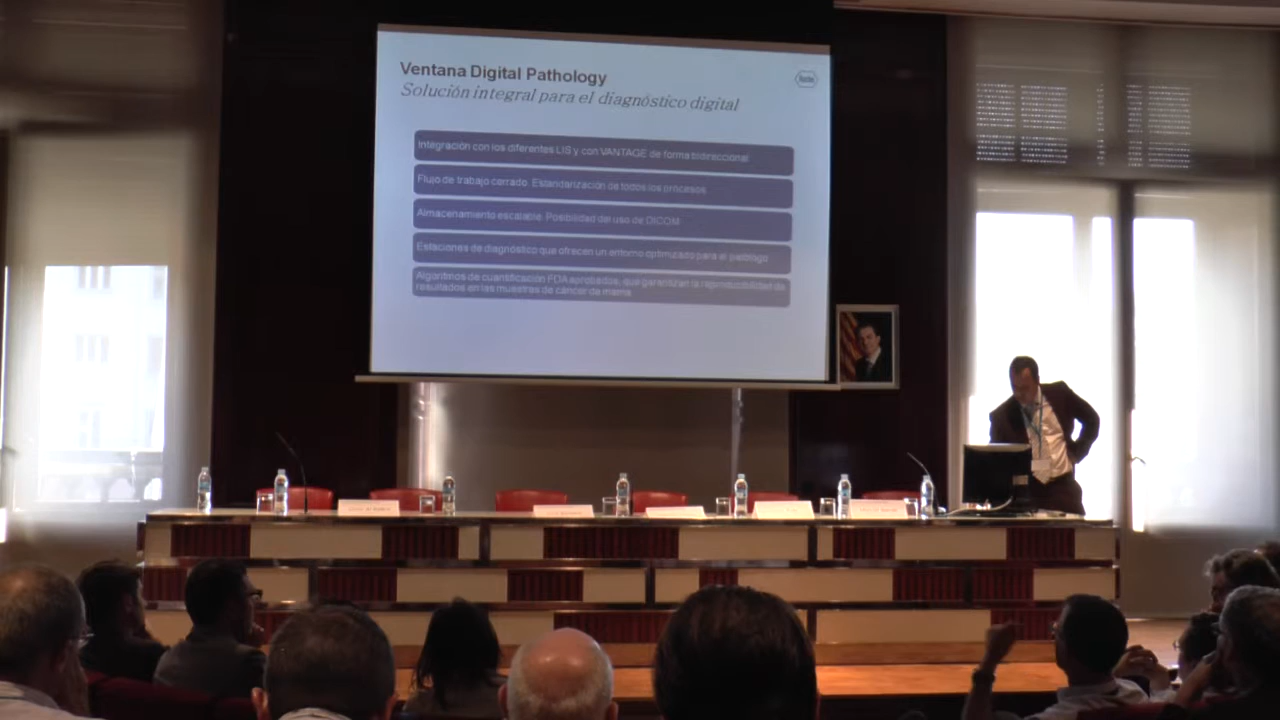 Ventana Digital Pathology
Roche
Solución integral para el diagnóstico digital
Integración con los diferentes LIS y con VANTAGE de forma bidireccional
Flujo de trabajo cerrado. Estandarización de todos los procesos
Almacenamiento escalable. Posibilidad del uso de DICOM
Estaciones de diagnóstico que ofrecen un entorno optimizado para el patólogo
Algoritmos de cuantificación FDA aprobados, que garantizan la reproducibilidad de
resultados en las muestras de cáncer de mama